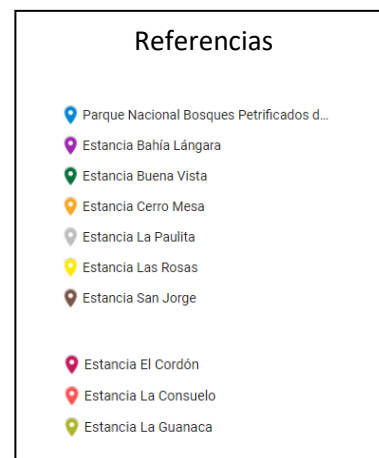 Referencias
Parque Nacional Bosques Petrificados d...
Estancia Bahía Lángara
Estancia Buena Vista
Estancia Cerro Mesa
Estancia La Paulita
Estancia Las Rosas
Estancia San Jorge
Estancia El Cordón
Estancia La Consuelo
Estancia La Guanaca